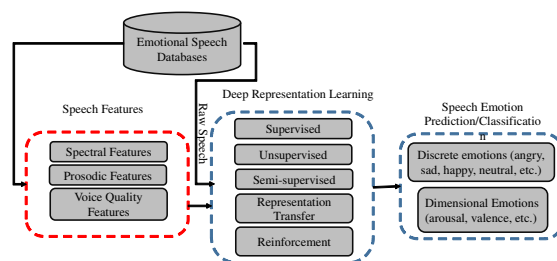 Emotional Speech
Databases
Speech Features
Spectral Features
Prosodic Features
Voice Quality
Features
Raw Speech
Deep Representation Learning
Supervised
Unsupervised
Semi-supervised
Representation
Transfer
Reinforcement
Speech Emotion
Prediction/Classificatio
n
Discrete emotions (angry,
sad, happy, neutral, etc.)
Dimensional Emotions
(arousal, valence, etc.)